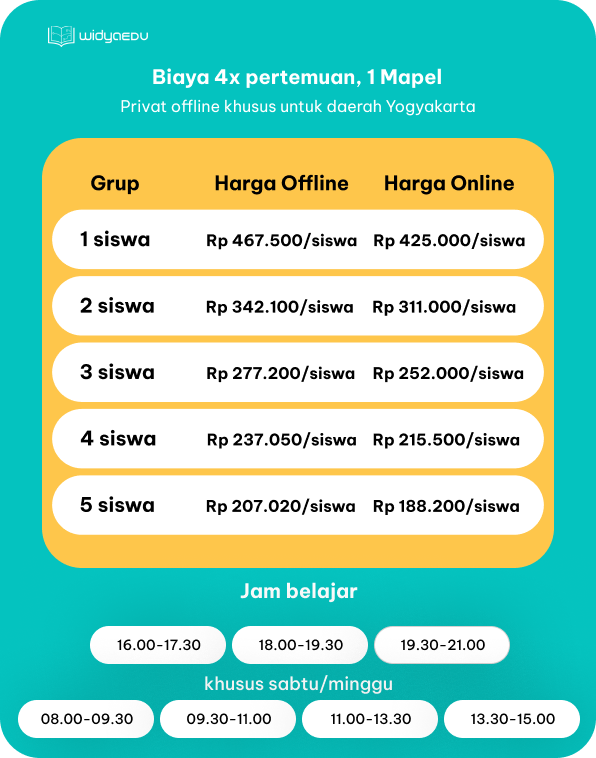 widyaEDU
Biaya 4x pertemuan, 1 Mapel
Privat offline khusus untuk daerah Yogyakarta
Grup Harga Offline Harga Online
1 siswa Rp 467.500/siswa Rp 425.000/siswa
2 siswa Rp 342.100/siswa Rp 311.000/siswa
3 siswa Rp 277.200/siswa Rp 252.000/siswa
4 siswa Rp 237.050/siswa Rp 215.500/siswa
5 siswa Rp 207.020/siswa Rp 188.200/siswa
Jam belajar
16.00-17.30 18.00-19.30 19.30-21.00
khusus sabtu/minggu
08.00-09.30 09.30-11.00 11.00-13.30 13.30-15.00